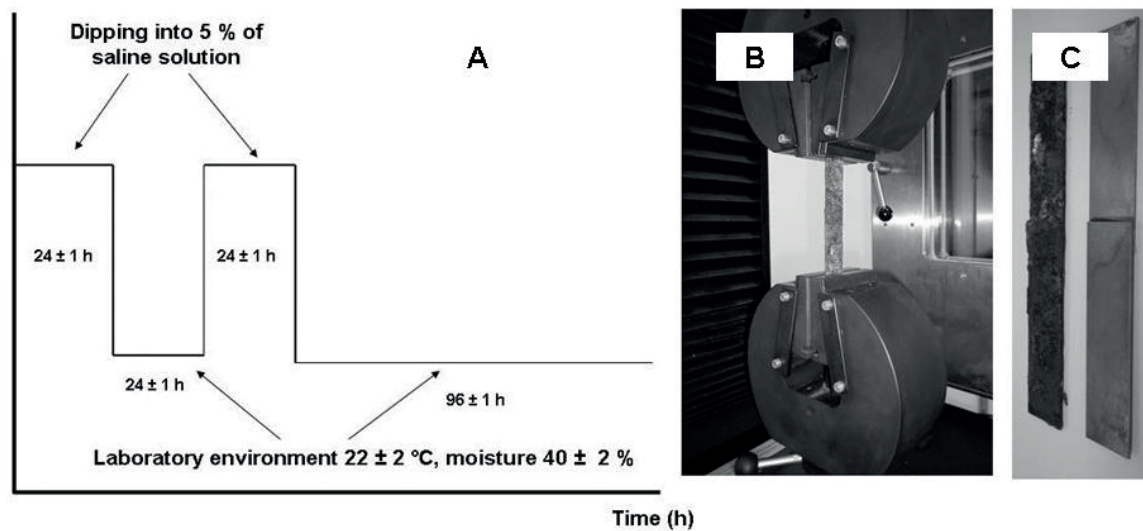 Dipping into 5 % of
saline solution
A
24 ± 1 h
24 ± 1 h
24 ± 1 h
96 ± 1 h
Laboratory environment 22 ± 2 °C, moisture 40 ± 2 %
Time (h)
B
C